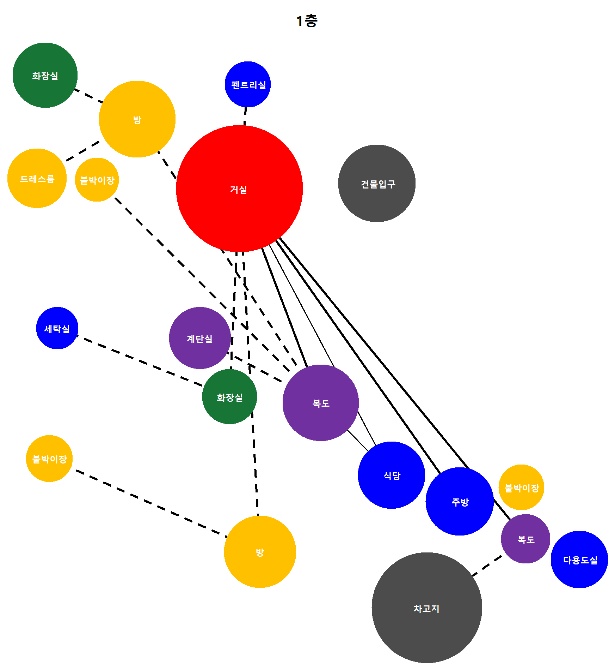 1층
화장실
펜트리실
방
드레스룸
붙박이장
거실
건물입구
세탁실
계단실
화장실
복도
붙박이장
식당
주방
붙박이장
방
복도
다용도실
차고지